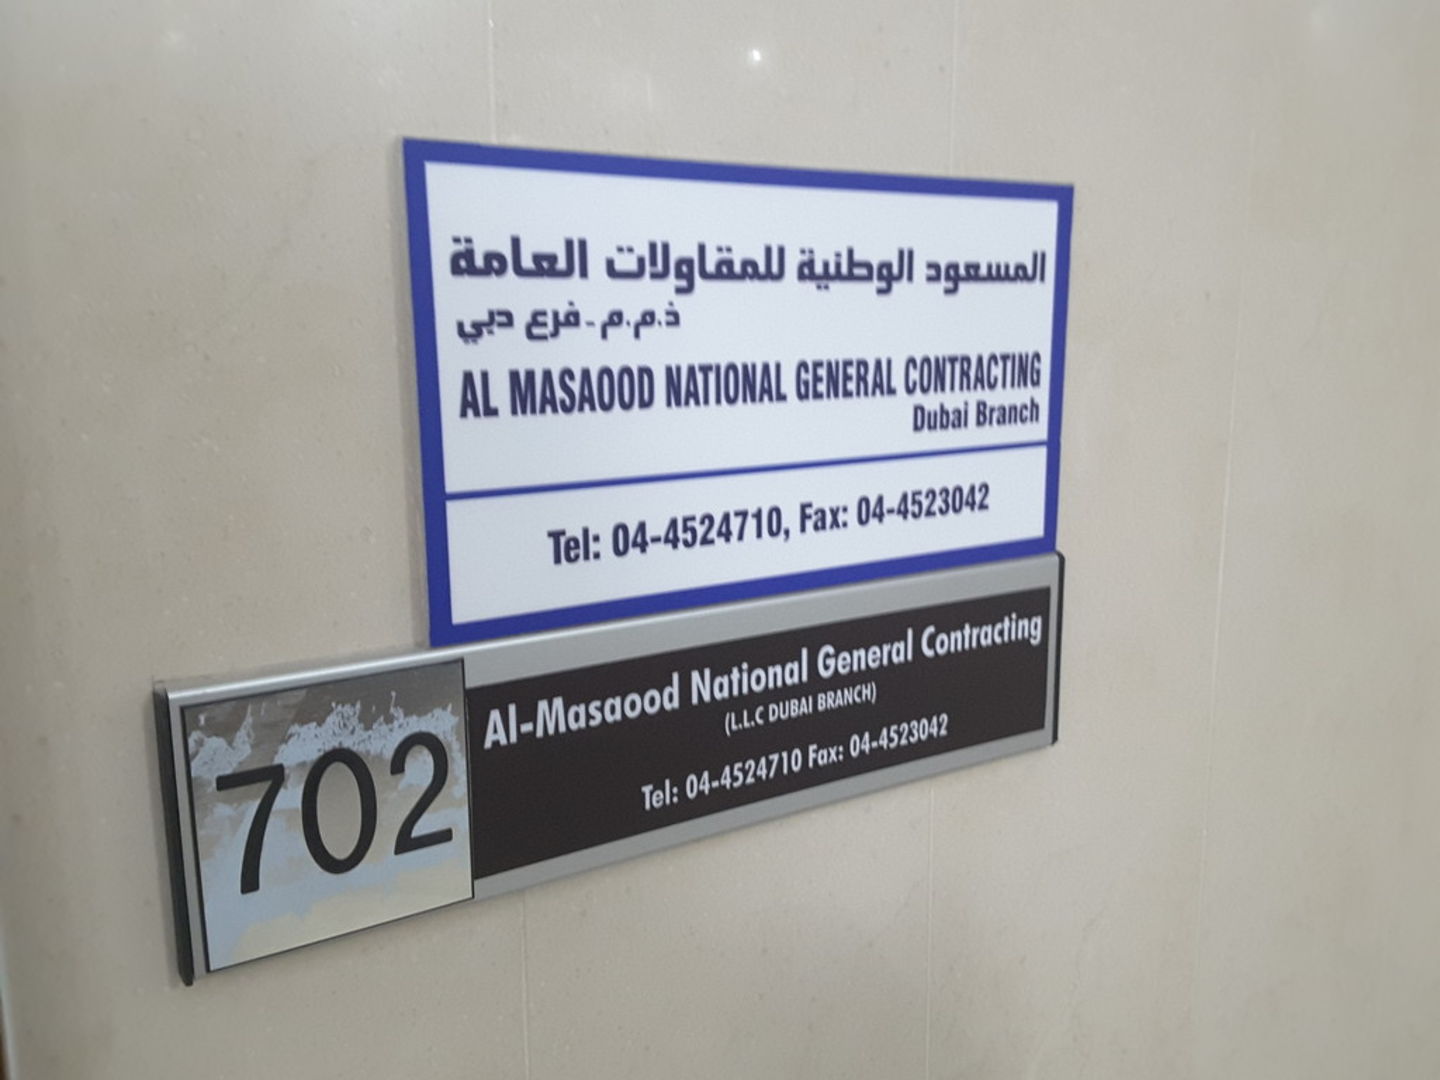 المسعود الوطنية للمقاولات العامة
ذ.م.م. - فرع دبي
AL MASAOOD NATIONAL GENERAL CONTRACTING
Dubai Branch
Tel: 04-4524710, Fax: 04-4523042
702
Al-Masaood National General Contracting
(L.L.C DUBAI BRANCH)
Tel: 04-4524710 Fax: 04-4523042